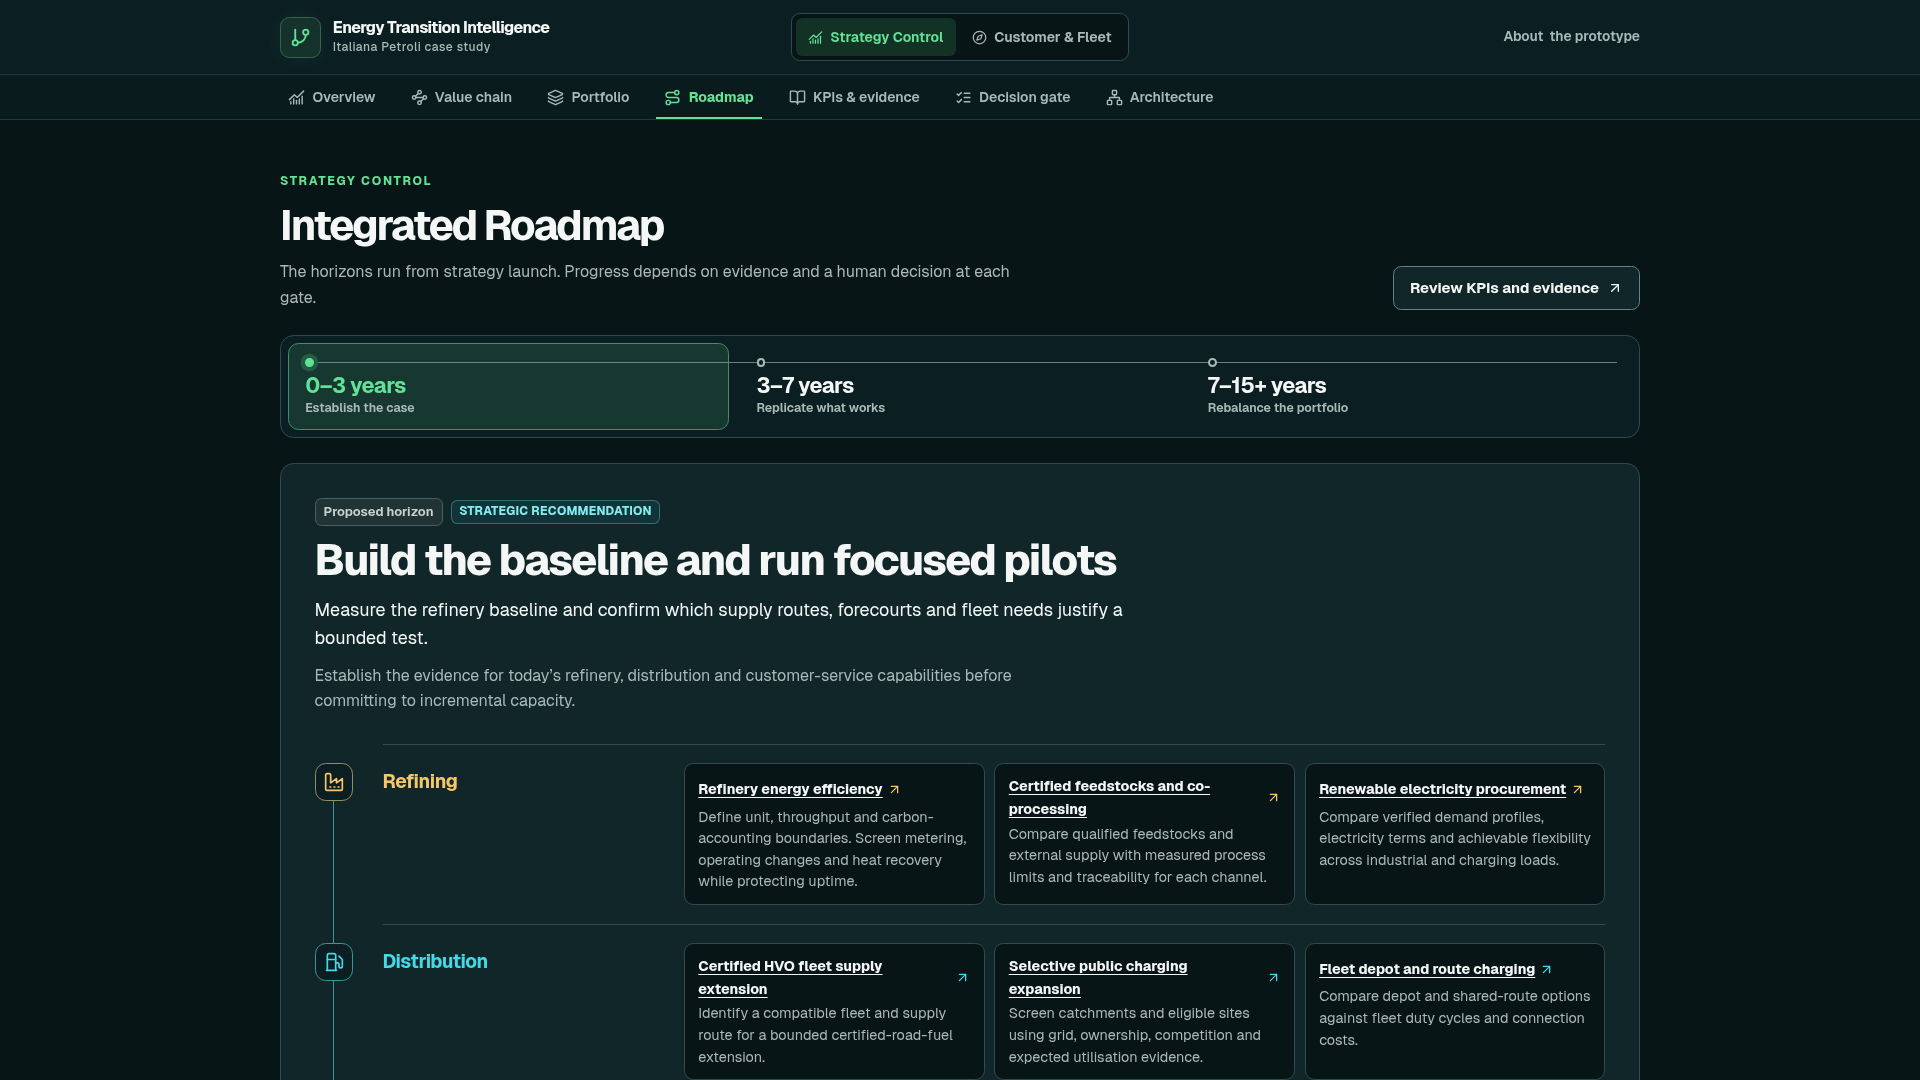 Energy Transition Intelligence
Italiana Petroli case study
Strategy Control
Customer & Fleet
About the prototype
Overview
Value chain
Portfolio
Roadmap
KPIs & evidence
Decision gate
Architecture
STRATEGY CONTROL
Integrated Roadmap
The horizons run from strategy launch. Progress depends on evidence and a human decision at each
gate.
Review KPIs and evidence
0–3 years
Establish the case
3–7 years
Replicate what works
7–15+ years
Rebalance the portfolio
Proposed horizon
STRATEGIC RECOMMENDATION
Build the baseline and run focused pilots
Measure the refinery baseline and confirm which supply routes, forecourts and fleet needs justify a
bounded test.
Establish the evidence for today’s refinery, distribution and customer-service capabilities before
committing to incremental capacity.
Refining
Refinery energy efficiency
Define unit, throughput and carbon-
accounting boundaries. Screen metering,
operating changes and heat recovery
while protecting uptime.
Certified feedstocks and co-
processing
Compare qualified feedstocks and
external supply with measured process
limits and traceability for each channel.
Renewable electricity procurement
Compare verified demand profiles,
electricity terms and achievable flexibility
across industrial and charging loads.
Distribution
Certified HVO fleet supply
extension
Identify a compatible fleet and supply
route for a bounded certified-road-fuel
extension.
Selective public charging
expansion
Screen catchments and eligible sites
using grid, ownership, competition and
expected utilisation evidence.
Fleet depot and route charging
Compare depot and shared-route options
against fleet duty cycles and connection
costs.